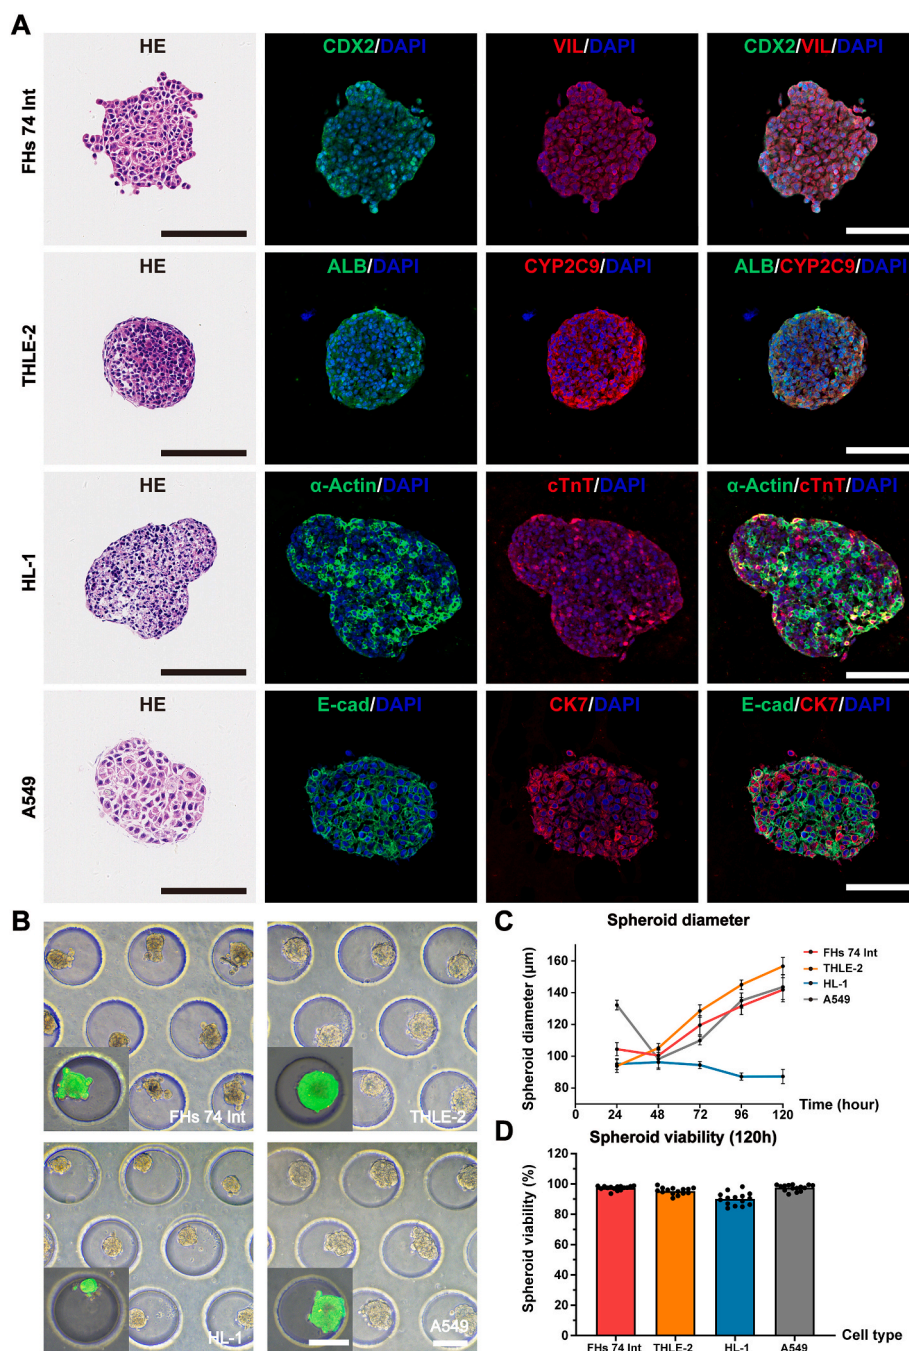 A
HE
CDX2/DAPI
VIL/DAPI
CDX2/VIL
FHs 74 Int
HE
ALB/DAPI
CYP2C9/DAPI
ALB/CYP2C9/DAPI
THLE-2
HE
α-Actin/DAPI
cTnT/DAPI
α-Actin/cTnT/DAPI
HL-1
HE
E-cad/DAPI
CK7/DAPI
E-cad/CK7/DAPI
A549
B
FHs 74 Int
THLE-2
HL-1
A549
C
Spheroid diameter
Spheroid diameter (μm)
160
140
120
100
80
0
24
48
72
96
120
Time (hour)
FHs 74 Int
THLE-2
HL-1
A549
D
Spheroid viability (120h)
Spheroid viability (%)
120
100
80
60
40
20
0
FHs 74 Int
THLE-2
HL-1
A549
Cell type